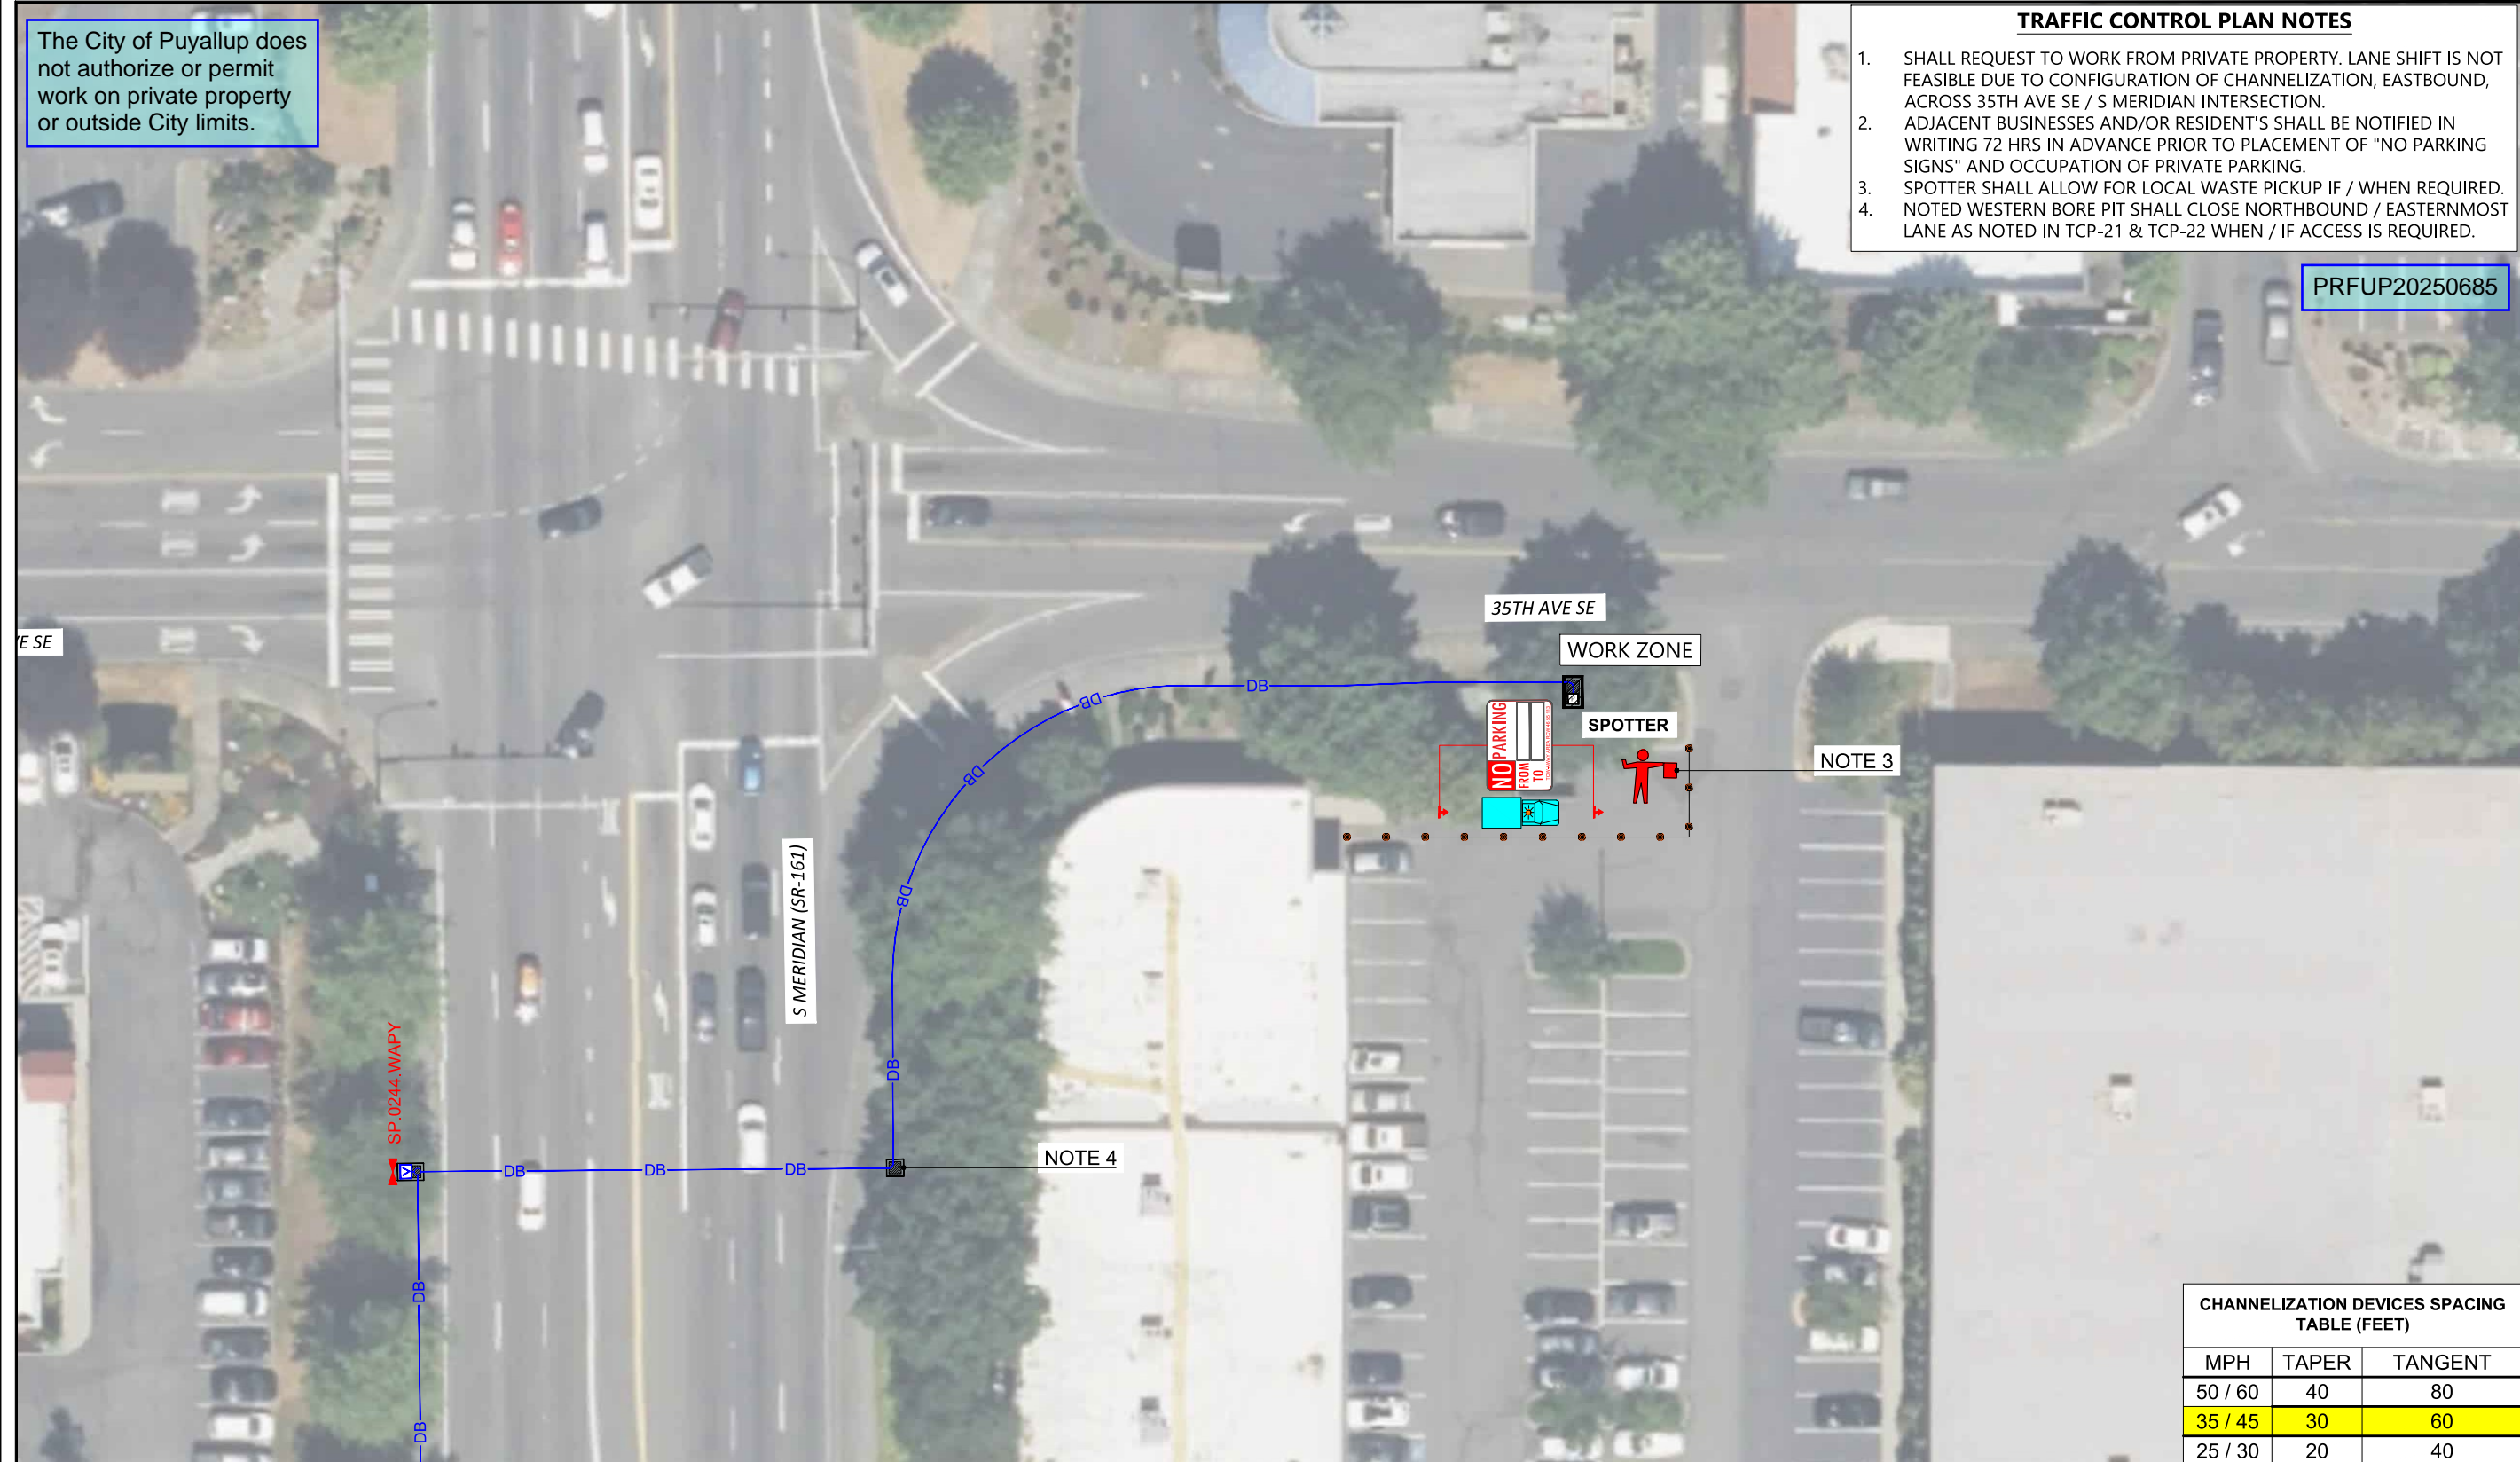 The City of Puyallup does
not authorize or permit
work on private property
or outside City limits.
TRAFFIC CONTROL PLAN NOTES
1. SHALL REQUEST TO WORK FROM PRIVATE PROPERTY. LANE SHIFT IS NOT
FEASIBLE DUE TO CONFIGURATION OF CHANNELIZATION, EASTBOUND,
ACROSS 35TH AVE SE / S MERIDIAN INTERSECTION.
2. ADJACENT BUSINESSES AND/OR RESIDENT'S SHALL BE NOTIFIED IN
WRITING 72 HRS IN ADVANCE PRIOR TO PLACEMENT OF "NO PARKING
SIGNS" AND OCCUPATION OF PRIVATE PARKING.
3. SPOTTER SHALL ALLOW FOR LOCAL WASTE PICKUP IF / WHEN REQUIRED.
4. NOTED WESTERN BORE PIT SHALL CLOSE NORTHBOUND / EASTERNMOST
LANE AS NOTED IN TCP-21 & TCP-22 WHEN / IF ACCESS IS REQUIRED.
PRFUP20250685
35TH AVE SE
E SE
WORK ZONE
DB
DB
SPOTTER
NO PARKING
FROM
TO
NOTE 3
DB
S MERIDIAN (SR-161)
DB
DB
SP.0244.WAPY
NOTE 4
DB
DB
DB
DB
DB
CHANNELIZATION DEVICES SPACING
TABLE (FEET)
MPH TAPER TANGENT
50 / 60 40 80
35 / 45 30 60
25 / 30 20 40